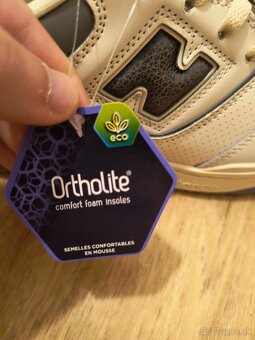 N
eco
Ortholite®
comfort foam insoles
SEMELLES CONFORTABLES
EN MOUSSE